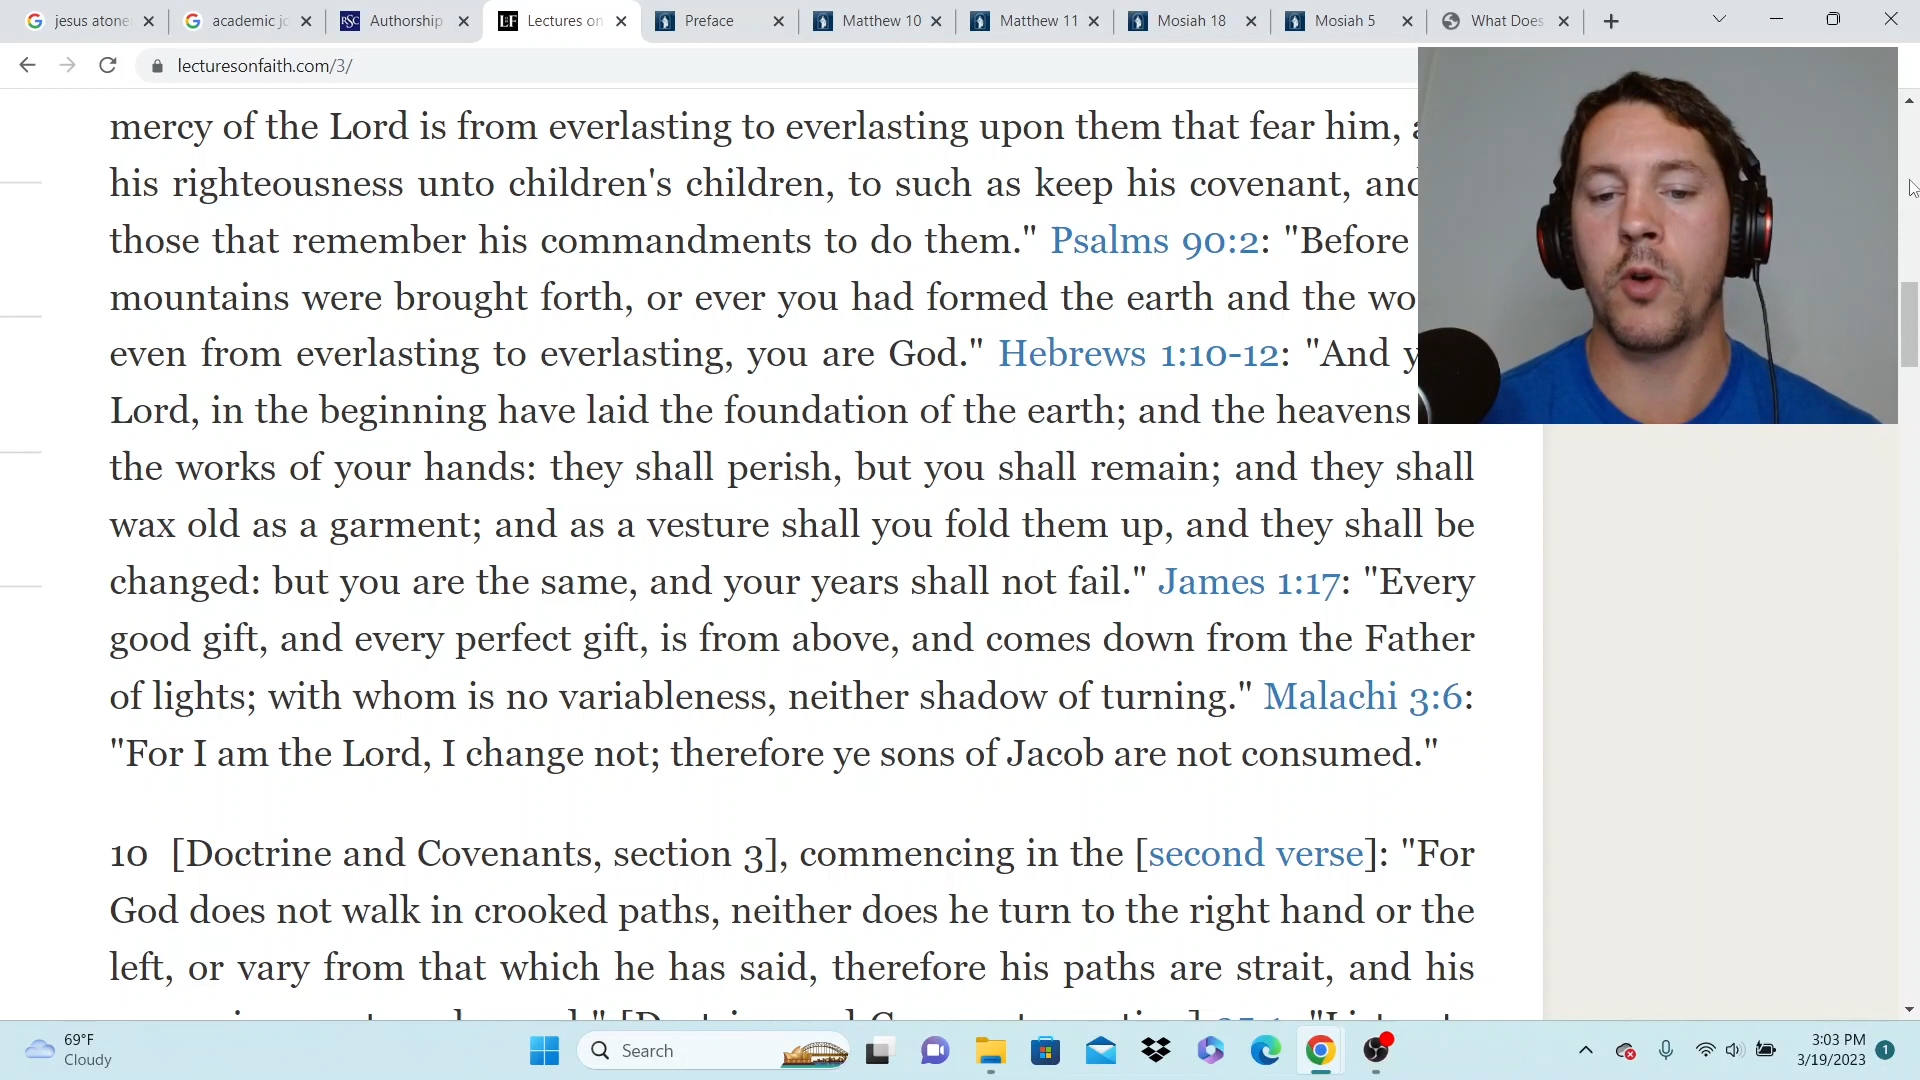 jesus atone
academic jo
RSC
Authorship
L&F
Lectures on
Preface
Matthew 10
Matthew 11
Mosiah 18
Mosiah 5
What Does
lecturesonfaith.com/3/
mercy of the Lord is from everlasting to everlasting upon them that fear him,
his righteousness unto children's children, to such as keep his covenant, and
those that remember his commandments to do them." Psalms 90:2: "Before
mountains were brought forth, or ever you had formed the earth and the wo
even from everlasting to everlasting, you are God." Hebrews 1:10-12: "And y
Lord, in the beginning have laid the foundation of the earth; and the heavens
the works of your hands: they shall perish, but you shall remain; and they shall
wax old as a garment; and as a vesture shall you fold them up, and they shall be
changed: but you are the same, and your years shall not fail." James 1:17: "Every
good gift, and every perfect gift, is from above, and comes down from the Father
of lights; with whom is no variableness, neither shadow of turning." Malachi 3:6:
"For I am the Lord, I change not; therefore ye sons of Jacob are not consumed."
10 [Doctrine and Covenants, section 3], commencing in the [second verse]: "For
God does not walk in crooked paths, neither does he turn to the right hand or the
left, or vary from that which he has said, therefore his paths are strait, and his
69°F
Cloudy
Search
3:03 PM
3/19/2023
1